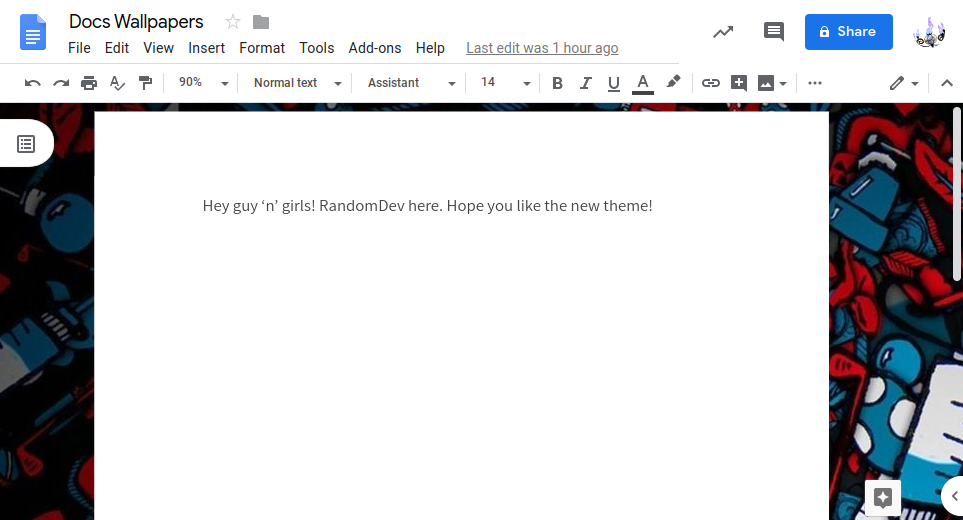 Docs Wallpapers
File Edit View Insert Format Tools Add-ons Help Last edit was 1 hour ago
Share
90% Normal text Assistant 14 B I U A
Hey guy ‘n’ girls! RandomDev here. Hope you like the new theme!